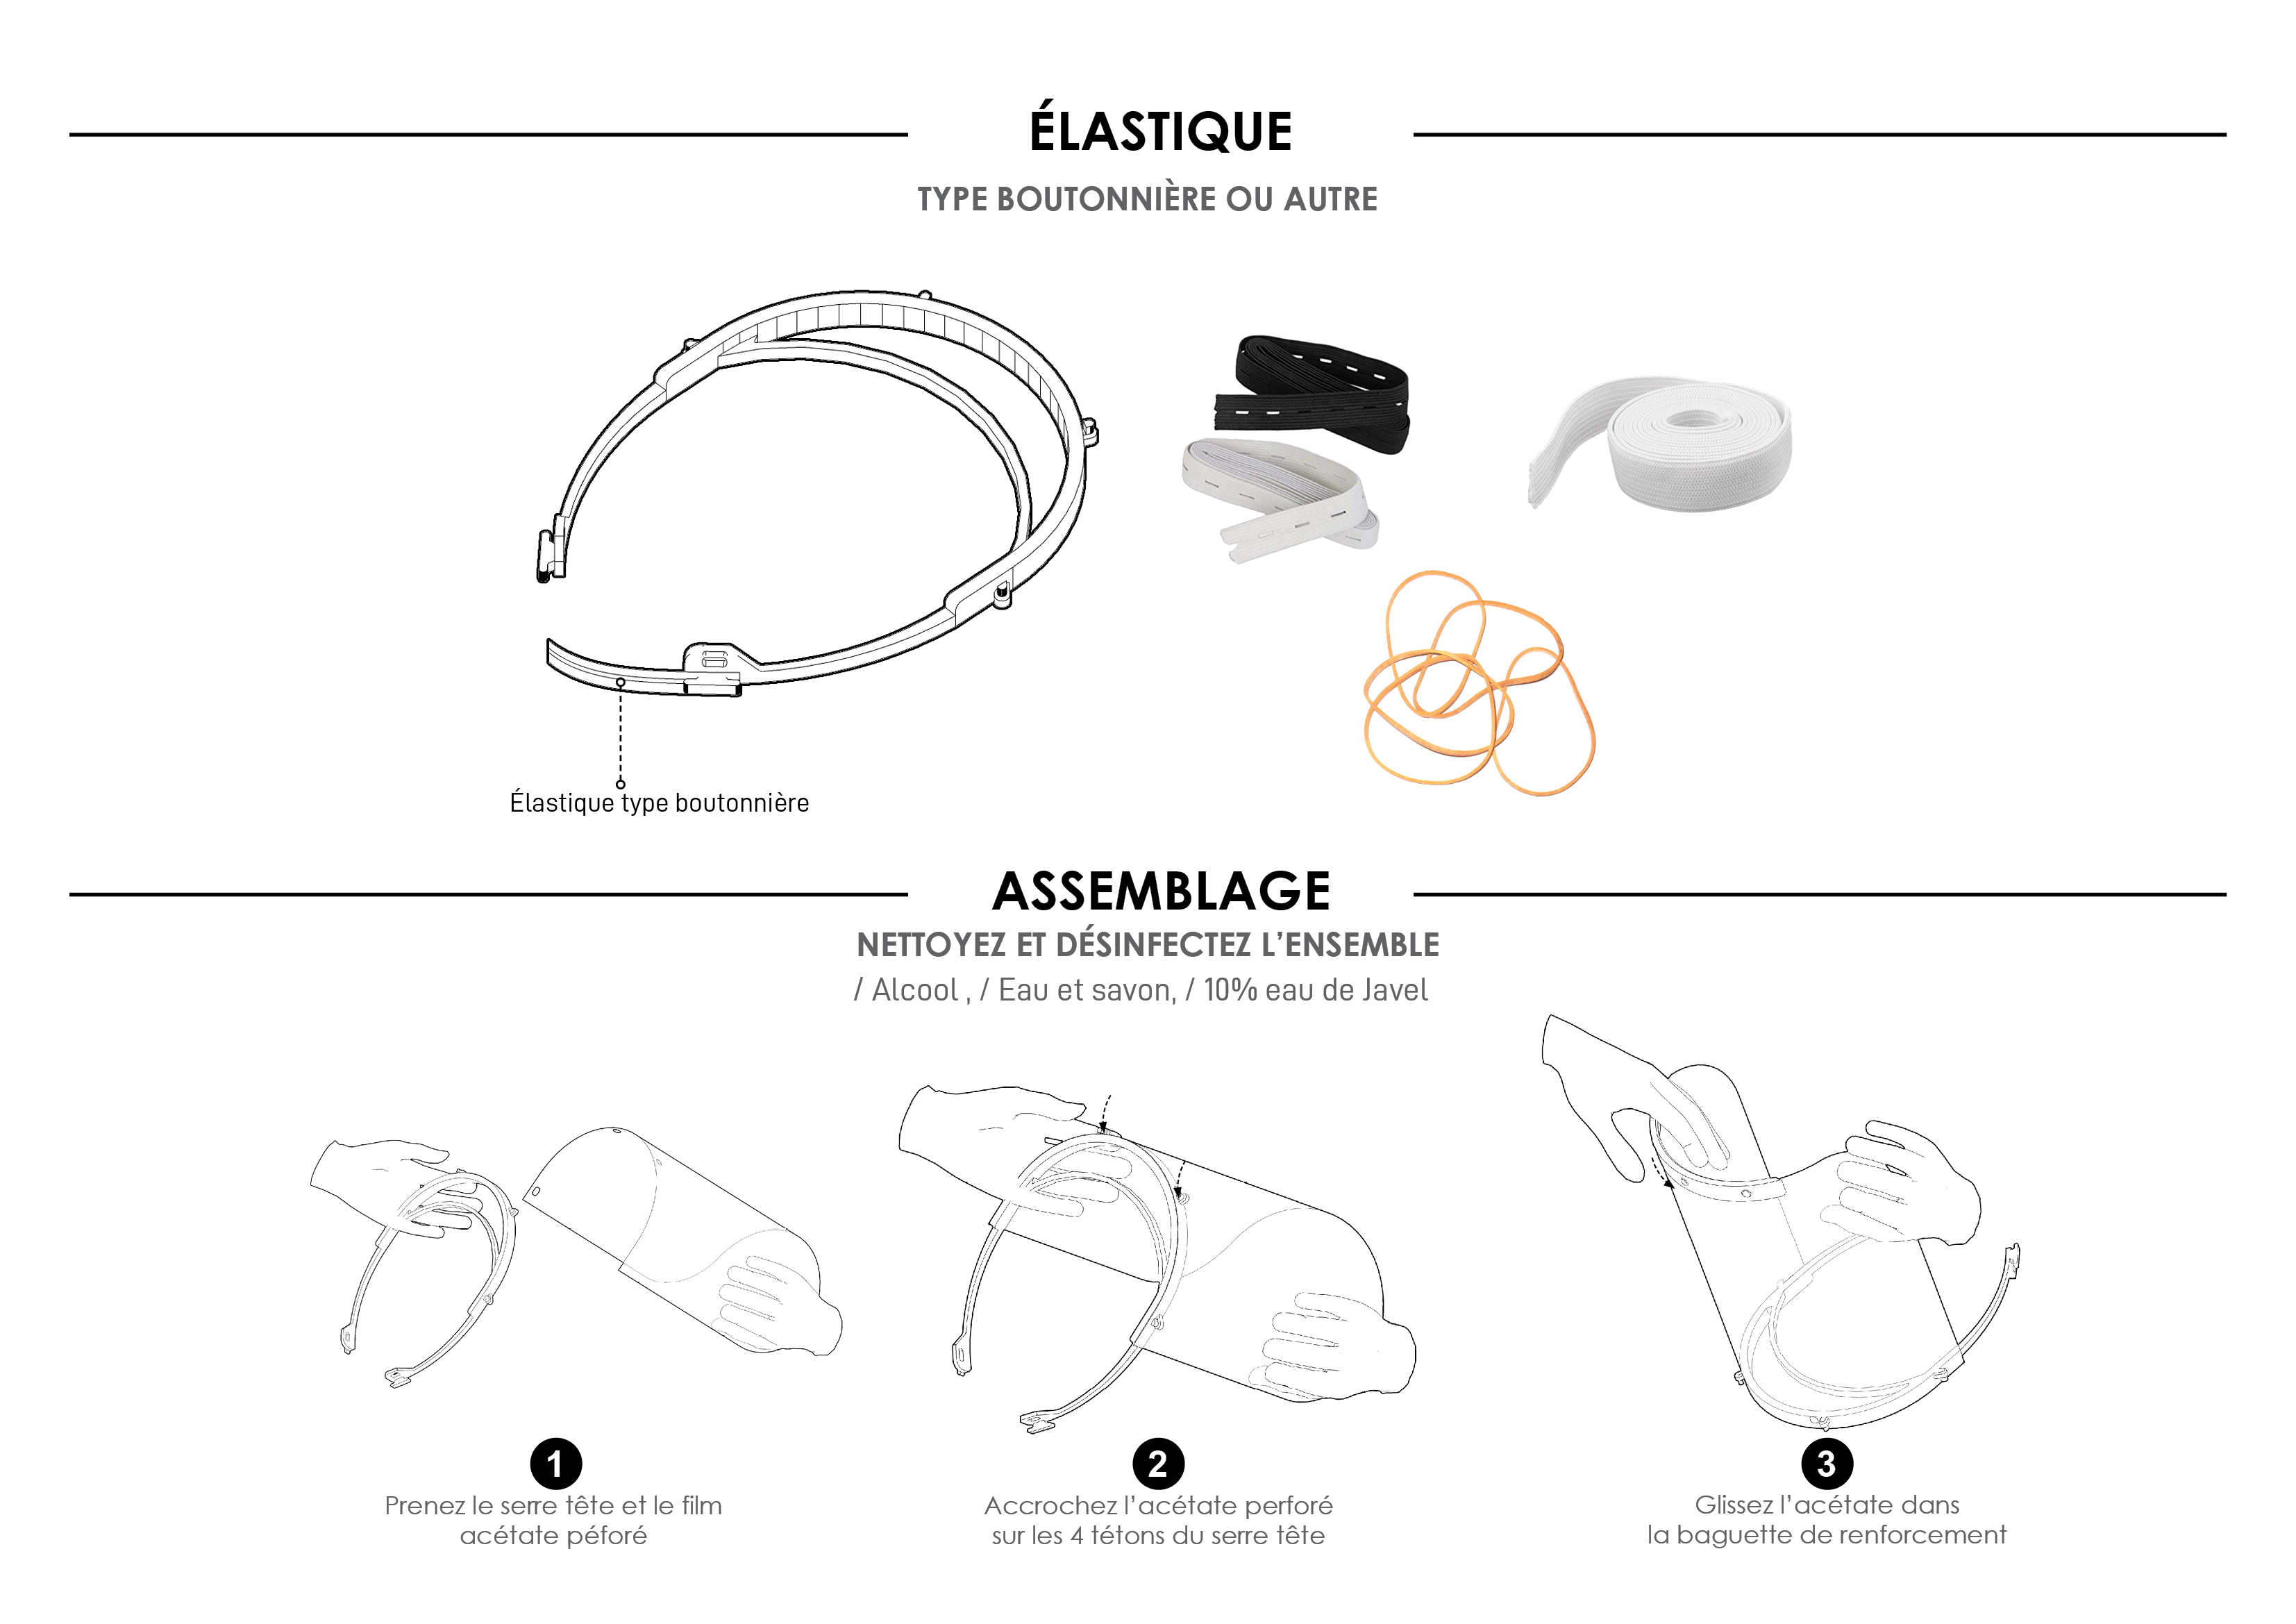 ÉLASTIQUE
TYPE BOUTONNIÈRE OU AUTRE
Élastique type boutonnière
ASSEMBLAGE
NETTOYEZ ET DÉSINFECTEZ L’ENSEMBLE
/ Alcool , / Eau et savon, / 10% eau de Javel
1
Prenez le serre tête et le film
acétate péforé
2
Accrochez l’acétate perforé
sur les 4 tétons du serre tête
3
Glissez l’acétate dans
la baguette de renforcement